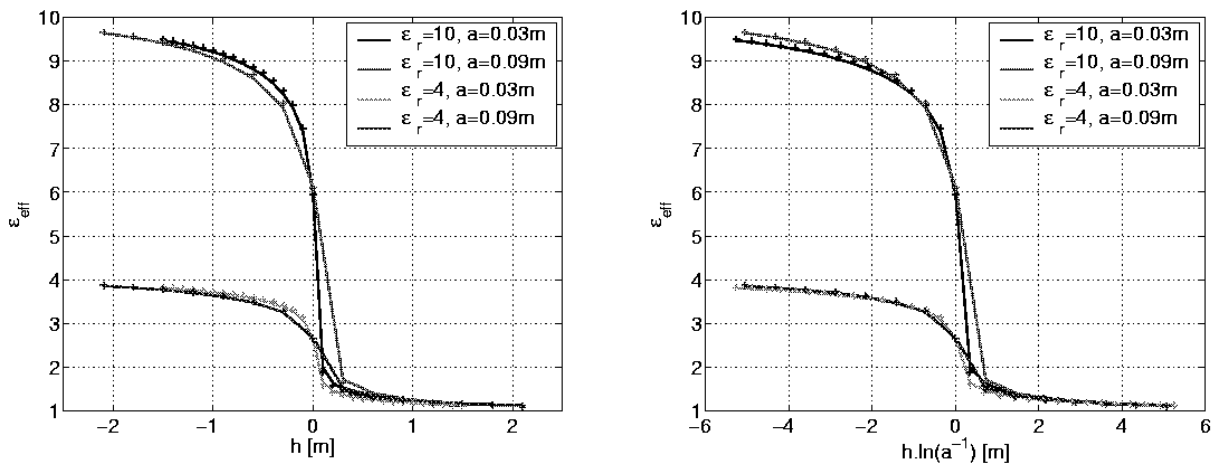 10
9
8
7
6
5
4
3
2
1
ε_eff
−2 −1 0 1 2
h [m]
ε_r=10, a=0.03m
ε_r=10, a=0.09m
ε_r=4, a=0.03m
ε_r=4, a=0.09m
10
9
8
7
6
5
4
3
2
1
ε_eff
−6 −4 −2 0 2 4 6
h.ln(a⁻¹) [m]
ε_r=10, a=0.03m
ε_r=10, a=0.09m
ε_r=4, a=0.03m
ε_r=4, a=0.09m